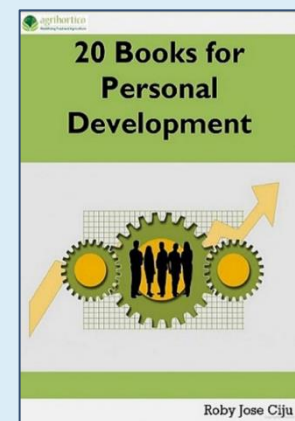 agrihortico
20 Books for
Personal
Development
Roby Jose Ciju